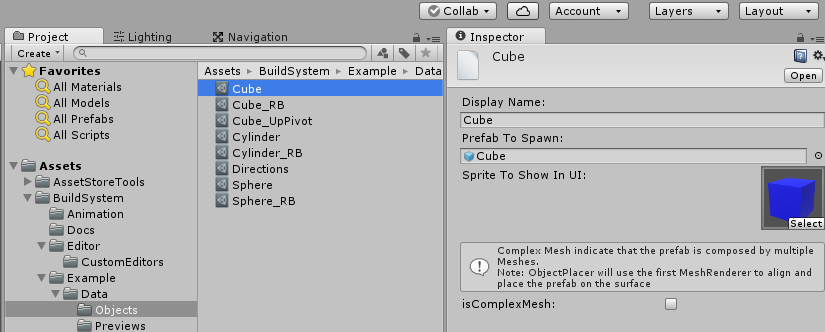 Collab
Account
Layers
Layout
Project
Lighting
Navigation
Create
Favorites
All Materials
All Models
All Prefabs
All Scripts
Assets
AssetStoreTools
BuildSystem
Animation
Docs
Editor
CustomEditors
Example
Data
Objects
Previews
Assets ▸ BuildSystem ▸ Example ▸ Data
Cube
Cube_RB
Cube_UpPivot
Cylinder
Cylinder_RB
Directions
Sphere
Sphere_RB
Inspector
Cube
Open
Display Name:
Cube
Prefab To Spawn:
Cube
Sprite To Show In UI:
Select
Complex Mesh indicate that the prefab is composed by multiple
Meshes.
Note: ObjectPlacer will use the first MeshRenderer to align and
place the prefab on the surface
isComplexMesh: